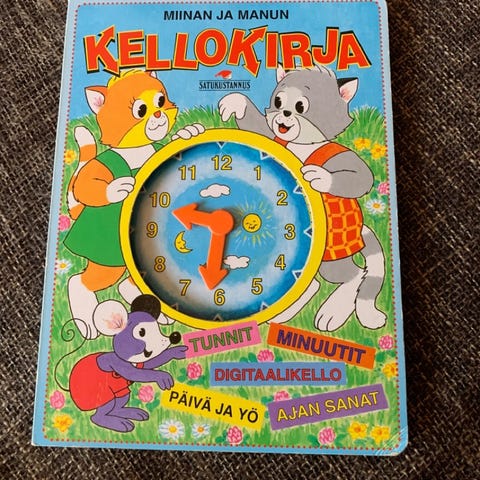 MIINAN JA MANUN
KELLOKIRJA
SATUKUSTANNUS
12
11
1
10
2
9
3
8
4
7
5
6
TUNNIT
MINUUTIT
DIGITAALIKELLO
PÄIVÄ JA YÖ
AJAN SANAT